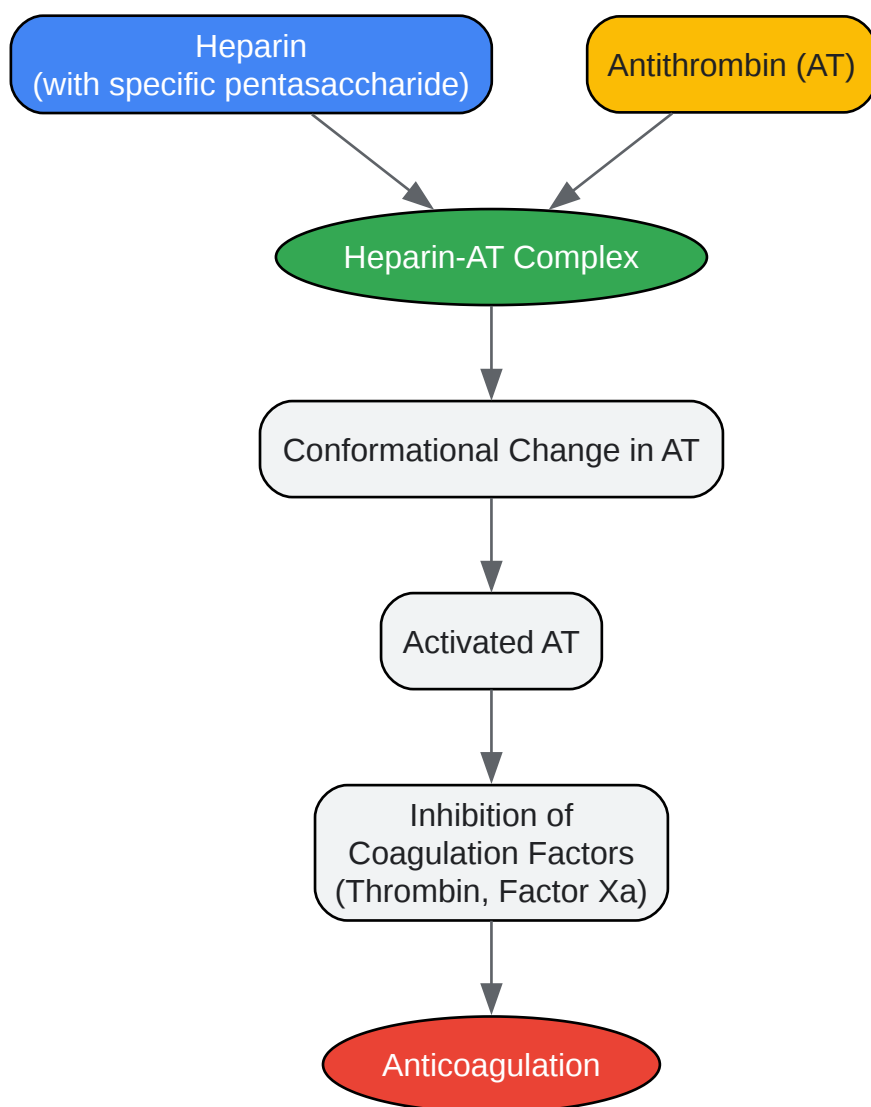 Heparin
(with specific pentasaccharide)
Antithrombin (AT)
Heparin-AT Complex
Conformational Change in AT
Activated AT
Inhibition of
Coagulation Factors
(Thrombin, Factor Xa)
Anticoagulation